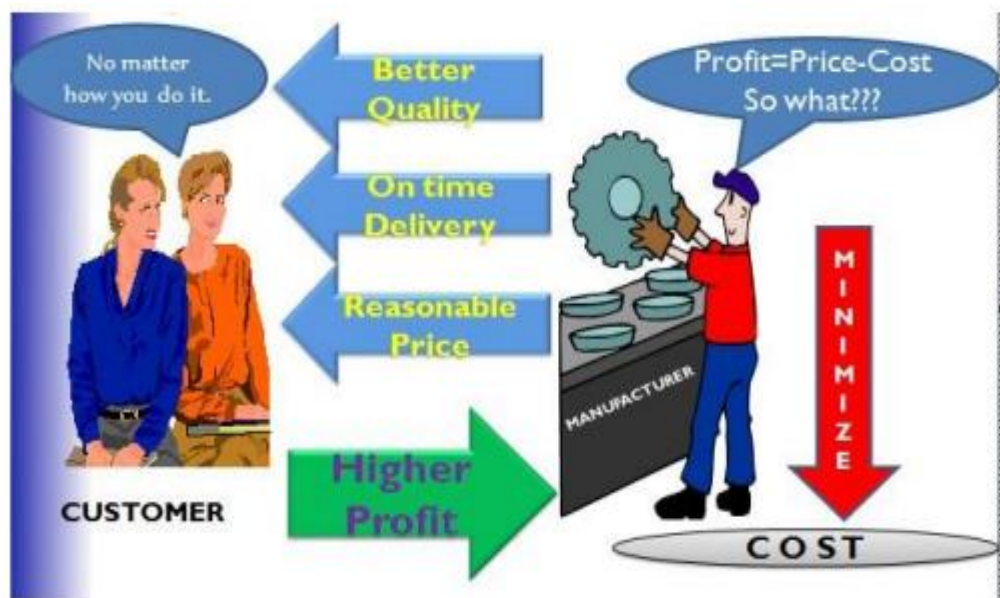 No matter
how you do it.
Better
Quality
Profit=Price-Cost
So what???
On time
Delivery
Reasonable
Price
MANUFACTURER
MINIMIZE
Higher
Profit
CUSTOMER
COST